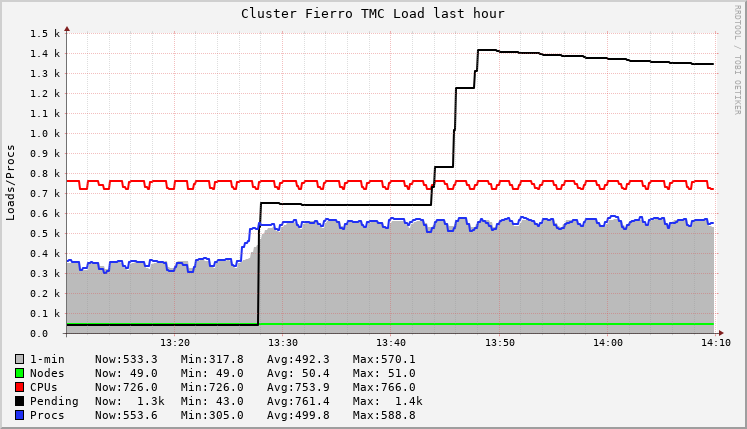 Cluster Fierro TMC Load last hour
RRDTOOL / TOBI OETIKER
Loads/Procs
1.5 k
1.4 k
1.3 k
1.2 k
1.1 k
1.0 k
0.9 k
0.8 k
0.7 k
0.6 k
0.5 k
0.4 k
0.3 k
0.2 k
0.1 k
0.0
13:20 13:30 13:40 13:50 14:00 14:10
1-min Now:533.3 Min:317.8 Avg:492.3 Max:570.1
Nodes Now: 49.0 Min: 49.0 Avg: 50.4 Max: 51.0
CPUs Now:726.0 Min:726.0 Avg:753.9 Max:766.0
Pending Now: 1.3k Min: 43.0 Avg:761.4 Max: 1.4k
Procs Now:553.6 Min:305.0 Avg:499.8 Max:588.8